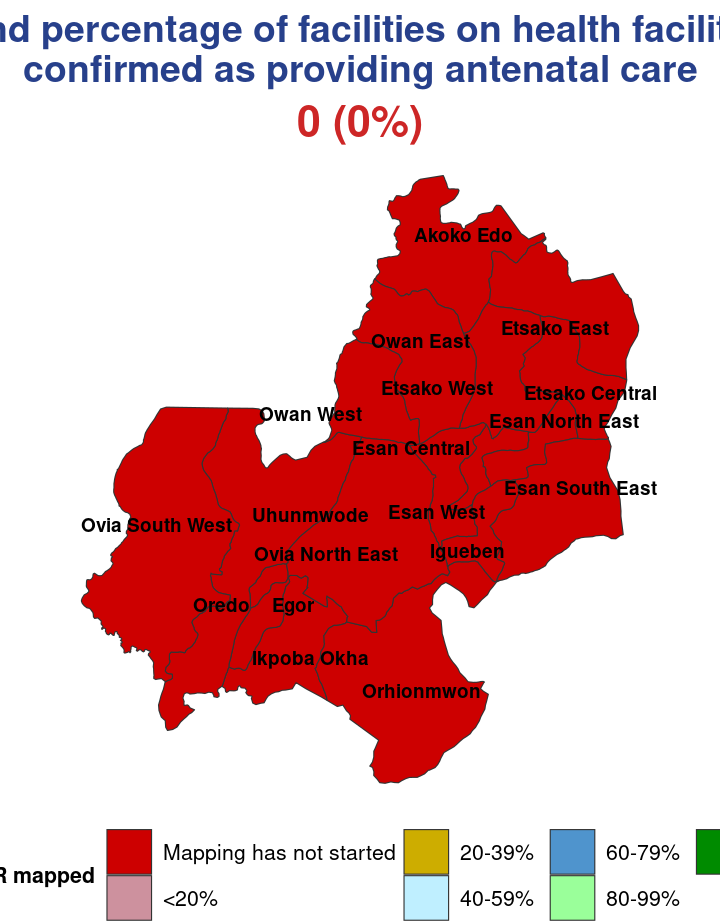 nd percentage of facilities on health facilit
confirmed as providing antenatal care
0 (0%)
Akoko Edo
Etsako East
Owan East
Etsako West
Etsako Central
Owan West
Esan North East
Esan Central
Esan South East
Uhunmwode
Esan West
Ovia South West
Ovia North East
Igueben
Oredo
Egor
Ikpoba Okha
Orhionmwon
R mapped
Mapping has not started
20-39%
60-79%
<20%
40-59%
80-99%